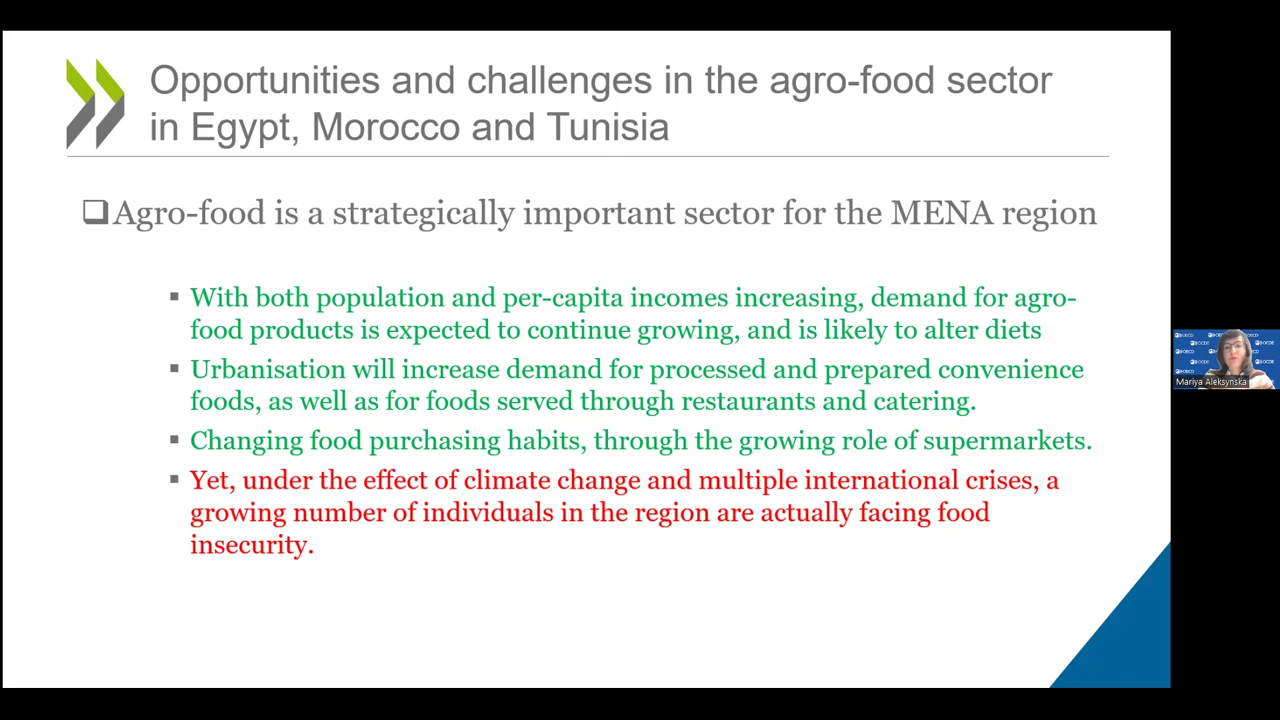 Opportunities and challenges in the agro-food sector
in Egypt, Morocco and Tunisia
Agro-food is a strategically important sector for the MENA region
With both population and per-capita incomes increasing, demand for agro-
food products is expected to continue growing, and is likely to alter diets
Urbanisation will increase demand for processed and prepared convenience
foods, as well as for foods served through restaurants and catering.
Changing food purchasing habits, through the growing role of supermarkets.
Yet, under the effect of climate change and multiple international crises, a
growing number of individuals in the region are actually facing food
insecurity.
Mariya Aleksynska